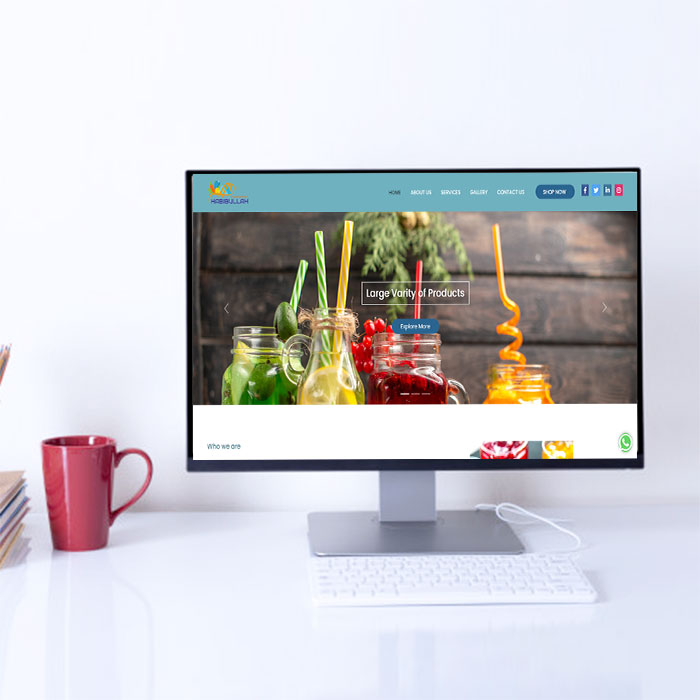 HABIBULLAH
HOME ABOUT US SERVICES GALLERY CONTACT US SHOP NOW
Large Varity of Products
Explore More
Who we are